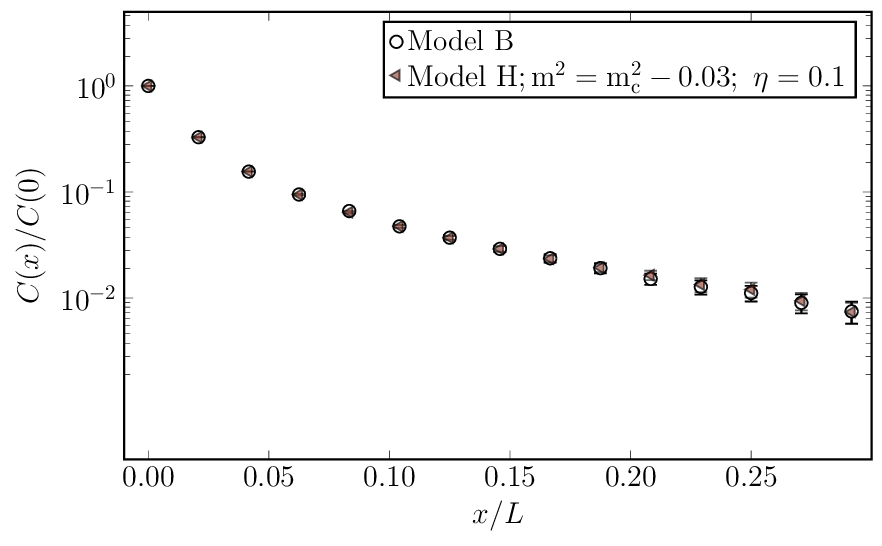 Model B
Model H; m² = m²_c − 0.03; η = 0.1
10⁰
10⁻¹
10⁻²
C(x)/C(0)
0.00 0.05 0.10 0.15 0.20 0.25
x/L